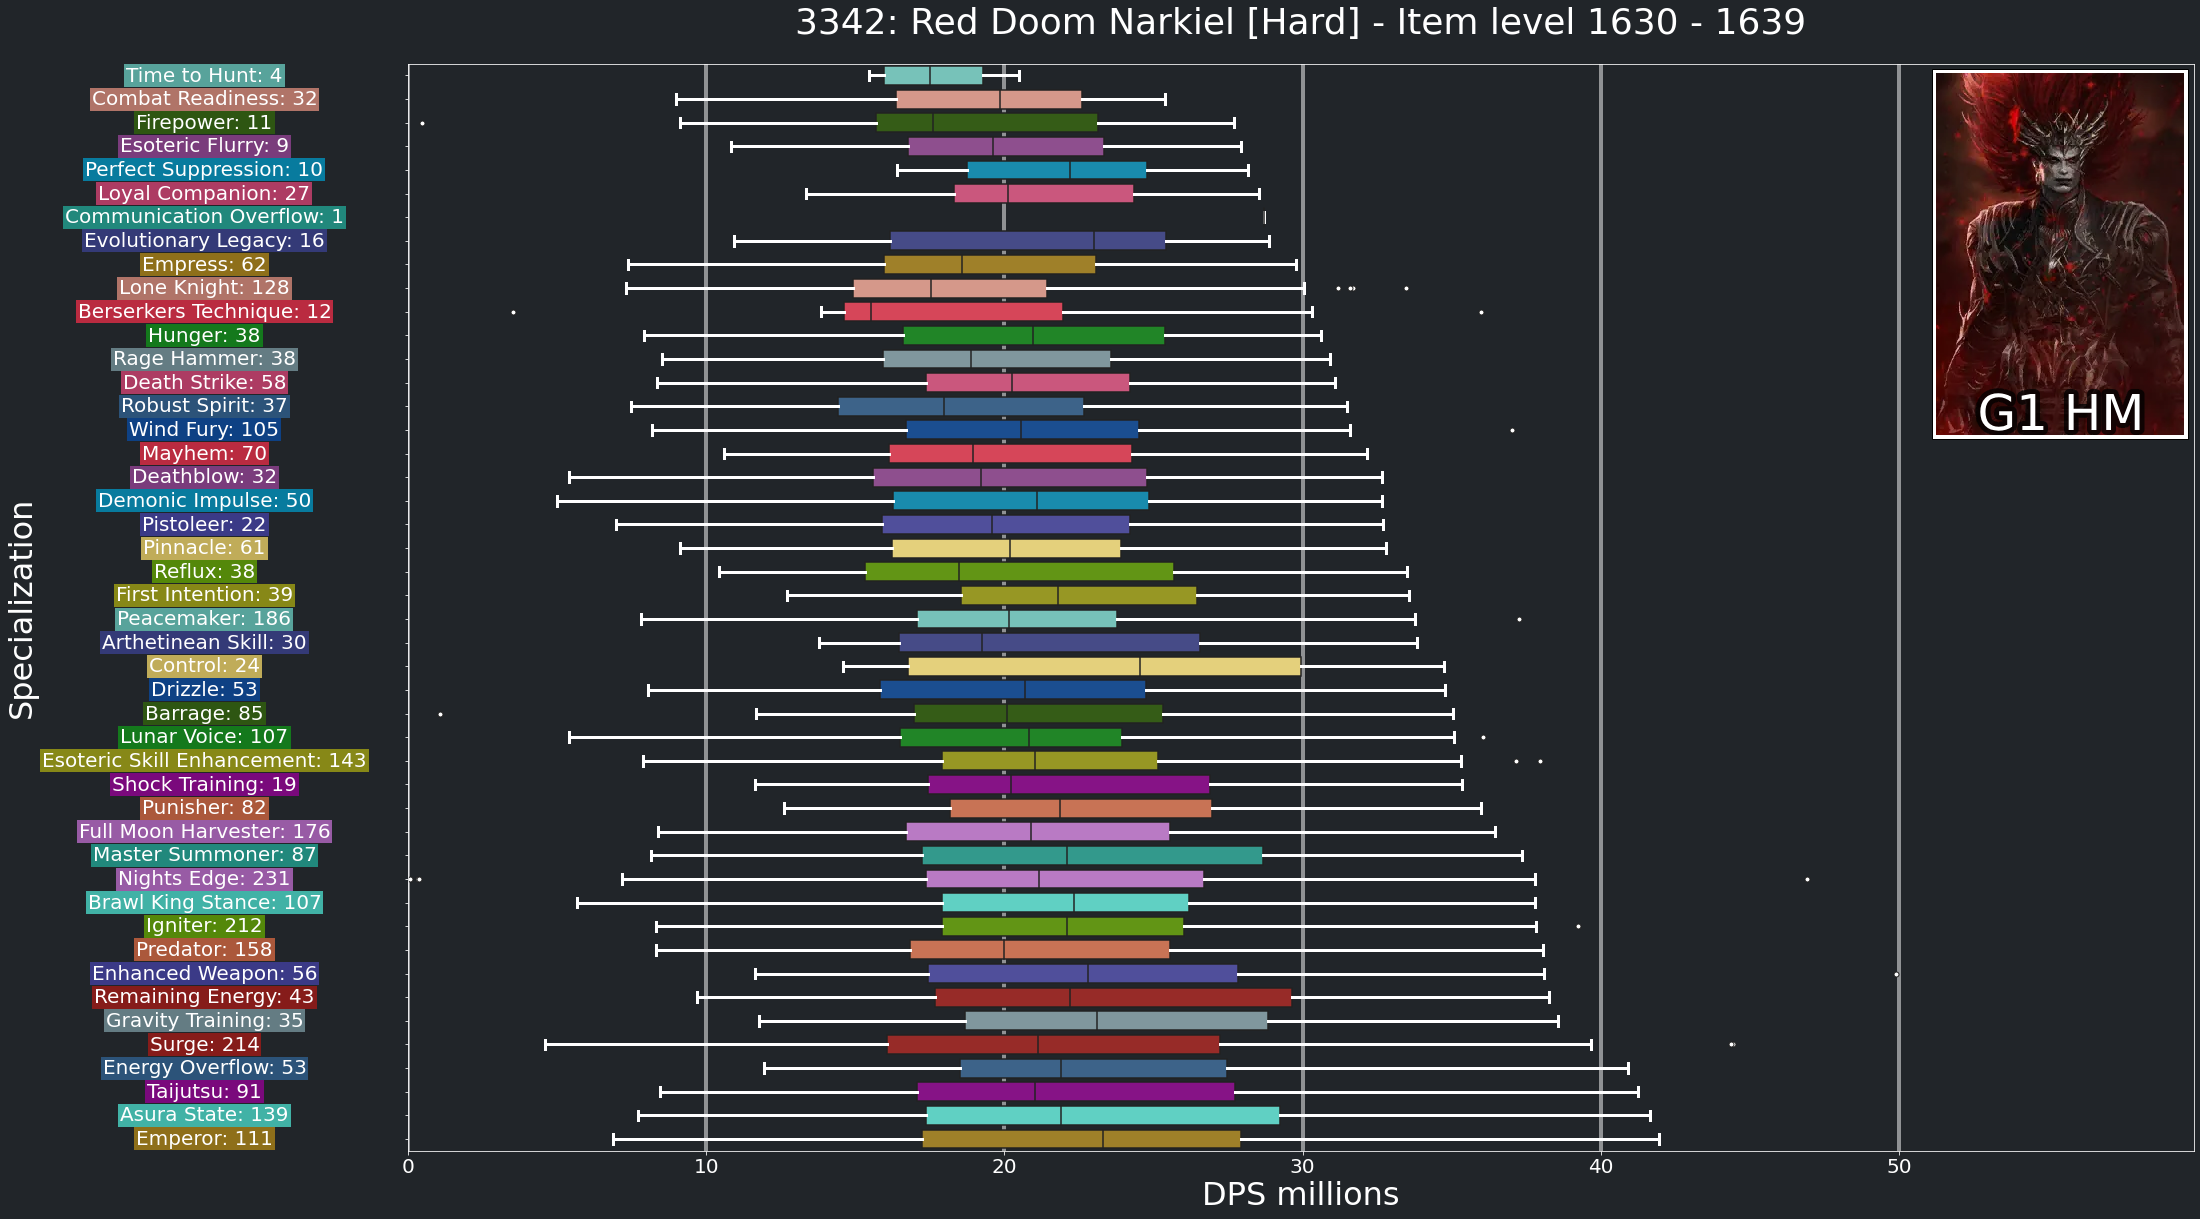 3342: Red Doom Narkiel [Hard] - Item level 1630 - 1639
Time to Hunt: 4
Combat Readiness: 32
Firepower: 11
Esoteric Flurry: 9
Perfect Suppression: 10
Loyal Companion: 27
Communication Overflow: 1
Evolutionary Legacy: 16
Empress: 62
Lone Knight: 128
Berserkers Technique: 12
Hunger: 38
Rage Hammer: 38
Death Strike: 58
Robust Spirit: 37
Wind Fury: 105
Mayhem: 70
Deathblow: 32
Demonic Impulse: 50
Pistoleer: 22
Pinnacle: 61
Reflux: 38
First Intention: 39
Peacemaker: 186
Arthetinean Skill: 30
Control: 24
Drizzle: 53
Barrage: 85
Lunar Voice: 107
Esoteric Skill Enhancement: 143
Shock Training: 19
Punisher: 82
Full Moon Harvester: 176
Master Summoner: 87
Nights Edge: 231
Brawl King Stance: 107
Igniter: 212
Predator: 158
Enhanced Weapon: 56
Remaining Energy: 43
Gravity Training: 35
Surge: 214
Energy Overflow: 53
Taijutsu: 91
Asura State: 139
Emperor: 111
Specialization
G1 HM
0 10 20 30 40 50
DPS millions